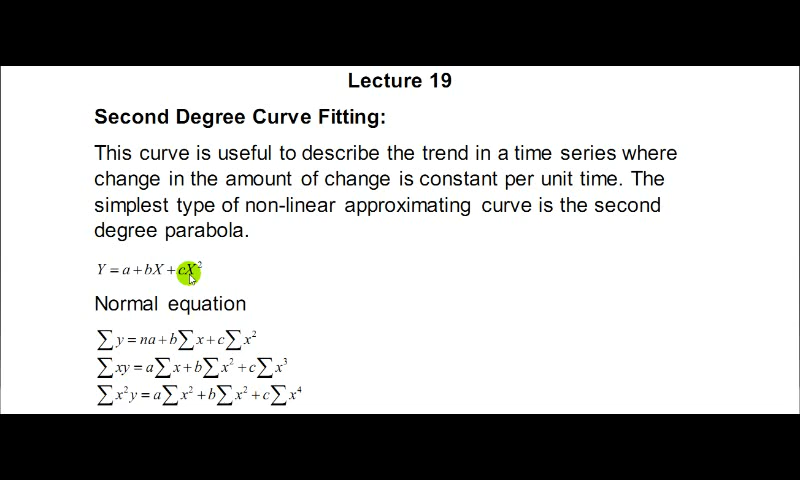 Lecture 19
Second Degree Curve Fitting:
This curve is useful to describe the trend in a time series where
change in the amount of change is constant per unit time. The
simplest type of non-linear approximating curve is the second
degree parabola.
Y = a + bX + cX²
Normal equation
∑y = na + b∑x + c∑x²
∑xy = a∑x + b∑x² + c∑x³
∑x²y = a∑x² + b∑x² + c∑x⁴